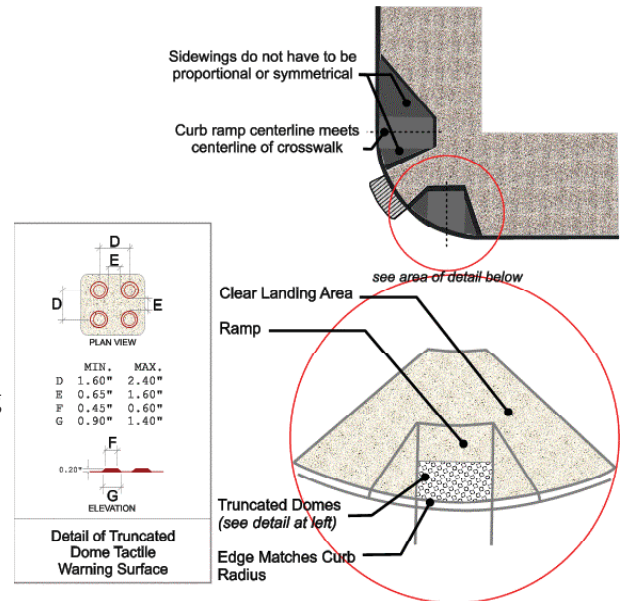 Sidewings do not have to be
proportional or symmetrical
Curb ramp centerline meets
centerline of crosswalk
see area of detail below
Clear Landing Area
Ramp
Truncated Domes
(see detail at left)
Edge Matches Curb
Radius
D
E
D
E
PLAN VIEW
MIN. MAX.
D 1.60" 2.40"
E 0.65" 1.60"
F 0.45" 0.60"
G 0.90" 1.40"
F
0.20"
G
ELEVATION
Detail of Truncated
Dome Tactile
Warning Surface